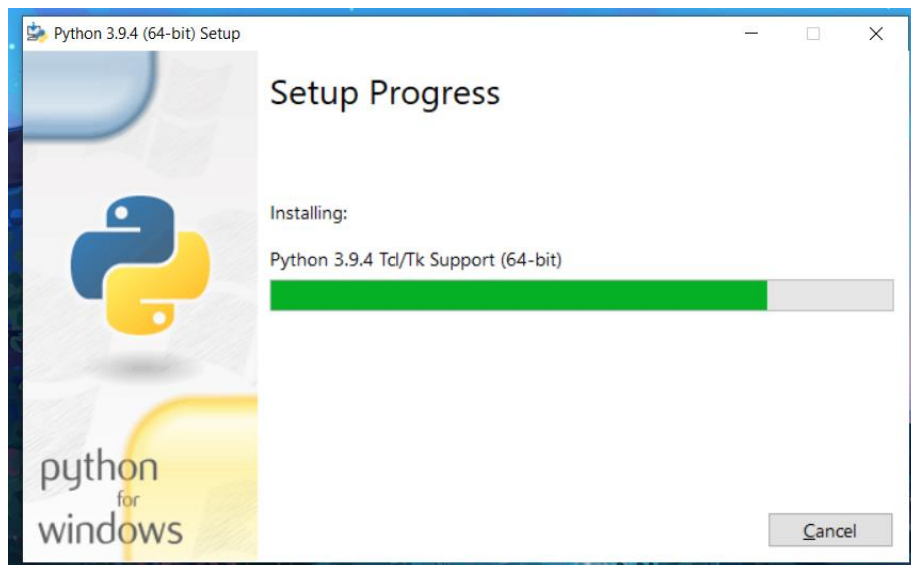 Python 3.9.4 (64-bit) Setup
Setup Progress
Installing:
Python 3.9.4 Tcl/Tk Support (64-bit)
python
for
windows
Cancel